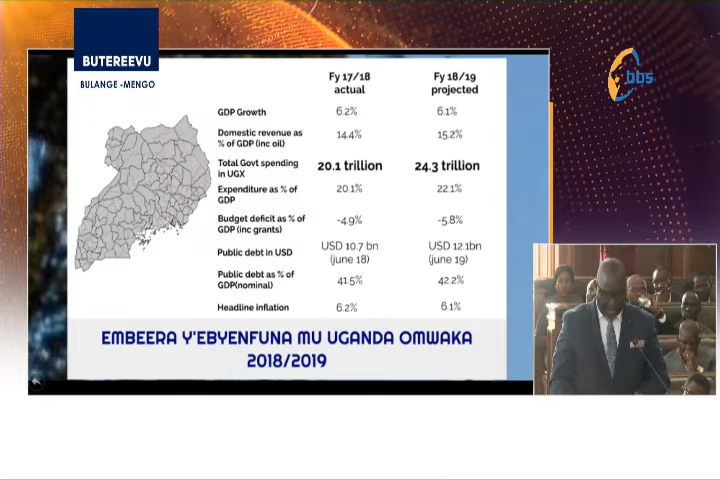 BUTEREEVU
BULANGE -MENGO
bbs
Fy 17/18 actual
Fy 18/19 projected
GDP Growth 6.2% 6.1%
Domestic revenue as % of GDP (inc oil) 14.4% 15.2%
Total Govt spending in UGX 20.1 trillion 24.3 trillion
Expenditure as % of GDP 20.1% 22.1%
Budget deficit as % of GDP (inc grants) -4.9% -5.8%
Public debt in USD USD 10.7 bn (june 18) USD 12.1bn (june 19)
Public debt as % of GDP(nominal) 41.5% 42.2%
Headline inflation 6.2% 6.1%
EMBEERA Y'EBYENFUNA MU UGANDA OMWAKA
2018/2019